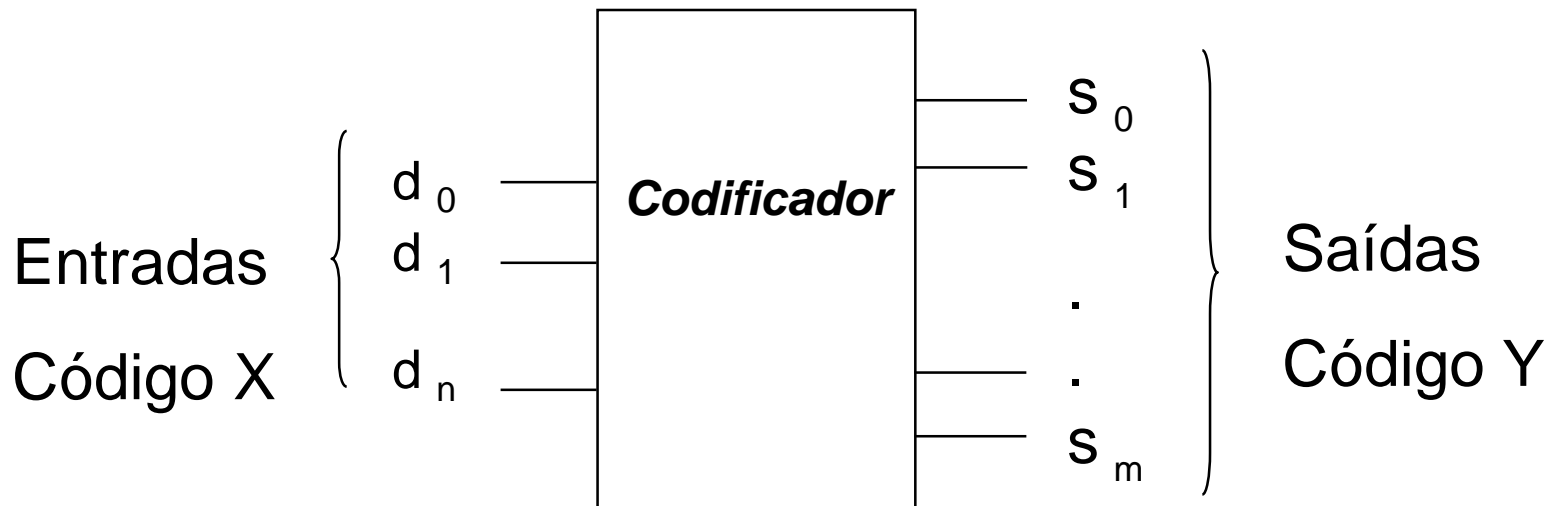 Entradas
Código X
d 0
d 1
d n
Codificador
s 0
s 1
.
.
s m
Saídas
Código Y